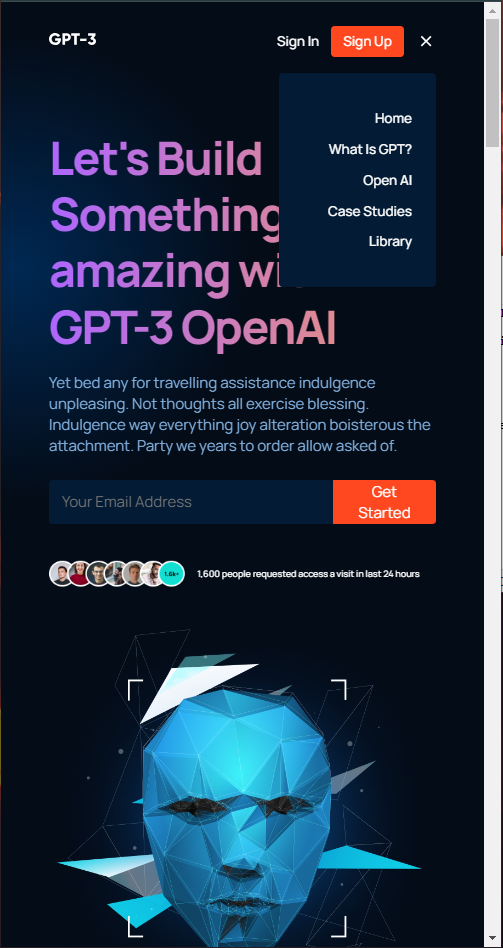 GPT-3
Sign In
Sign Up
Home
What Is GPT?
Open AI
Case Studies
Library
Let's Build
Something
amazing
GPT-3 OpenAI
Yet bed any for travelling assistance indulgence
unpleasing. Not thoughts all exercise blessing.
Indulgence way everything joy alteration boisterous the
attachment. Party we years to order allow asked of.
Your Email Address
Get
Started
1.6k+
1,600 people requested access a visit in last 24 hours